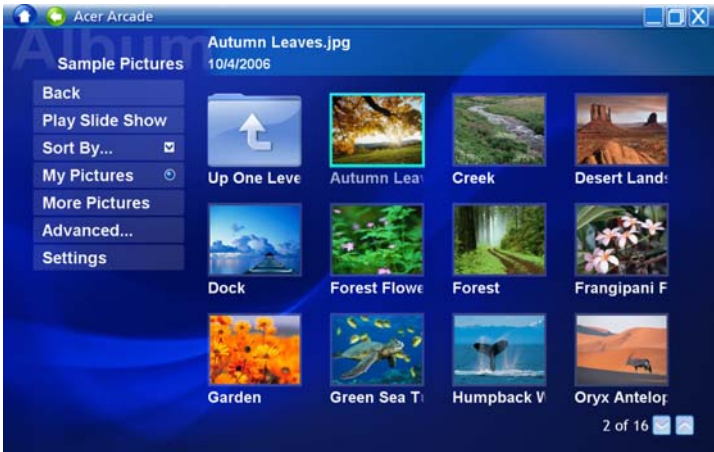 Acer Arcade
Album
Autumn Leaves.jpg
Sample Pictures
10/4/2006
Back
Play Slide Show
Sort By...
My Pictures
More Pictures
Advanced...
Settings
Up One Leve
Autumn Lea
Creek
Desert Lands
Dock
Forest Flowe
Forest
Frangipani F
Garden
Green Sea T
Humpback W
Oryx Antelop
2 of 16